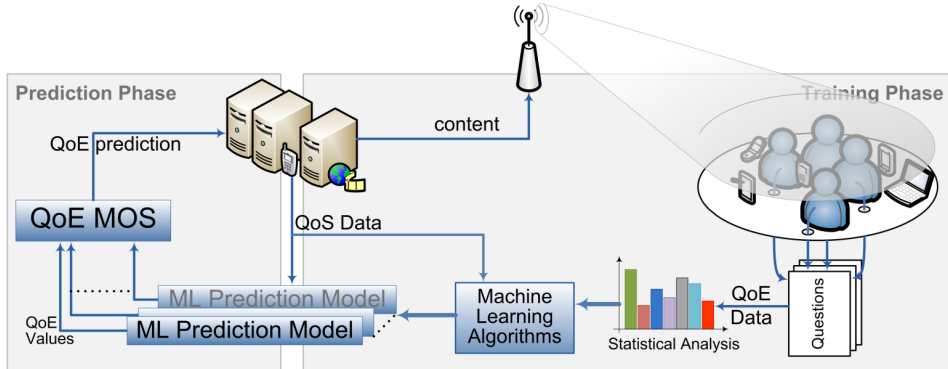 Prediction Phase
Training Phase
content
QoE prediction
QoE MOS
QoS Data
ML Prediction Model
ML Prediction Model
QoE
Values
Machine
Learning
Algorithms
Statistical Analysis
QoE
Data
Questions